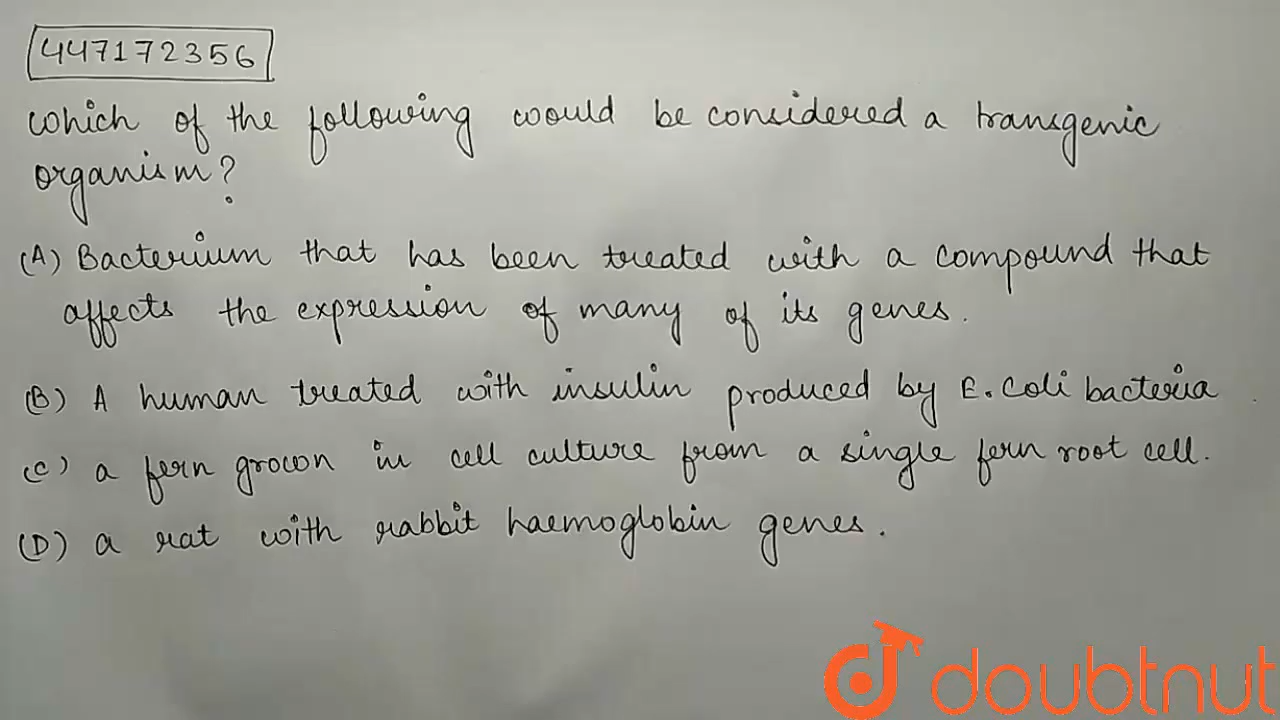 447172356
Which of the following would be considered a transgenic
organism?
(A) Bacterium that has been treated with a compound that
affects the expression of many of its genes.
(B) A human treated with insulin produced by E. Coli bacteria.
(C) a fern grown in cell culture from a single fern root cell.
(D) a rat with rabbit haemoglobin genes.
doubtnut